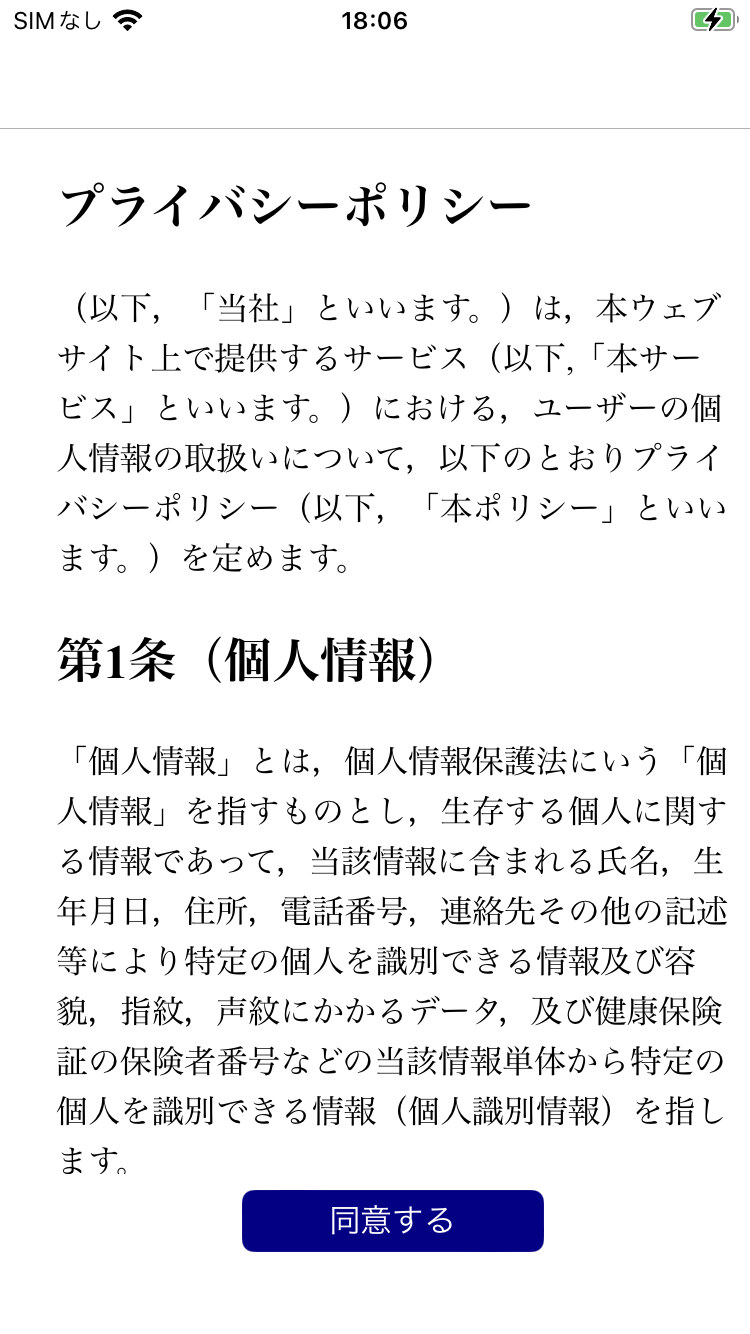 SIMなし
18:06
プライバシーポリシー
（以下，「当社」といいます。）は，本ウェブ
サイト上で提供するサービス（以下,「本サー
ビス」といいます。）における，ユーザーの個
人情報の取扱いについて，以下のとおりプライ
バシーポリシー（以下，「本ポリシー」といい
ます。）を定めます。
第1条（個人情報）
「個人情報」とは，個人情報保護法にいう「個
人情報」を指すものとし，生存する個人に関す
る情報であって，当該情報に含まれる氏名，生
年月日，住所，電話番号，連絡先その他の記述
等により特定の個人を識別できる情報及び容
貌，指紋，声紋にかかるデータ，及び健康保険
証の保険者番号などの当該情報単体から特定の
個人を識別できる情報（個人識別情報）を指し
ます。
同意する